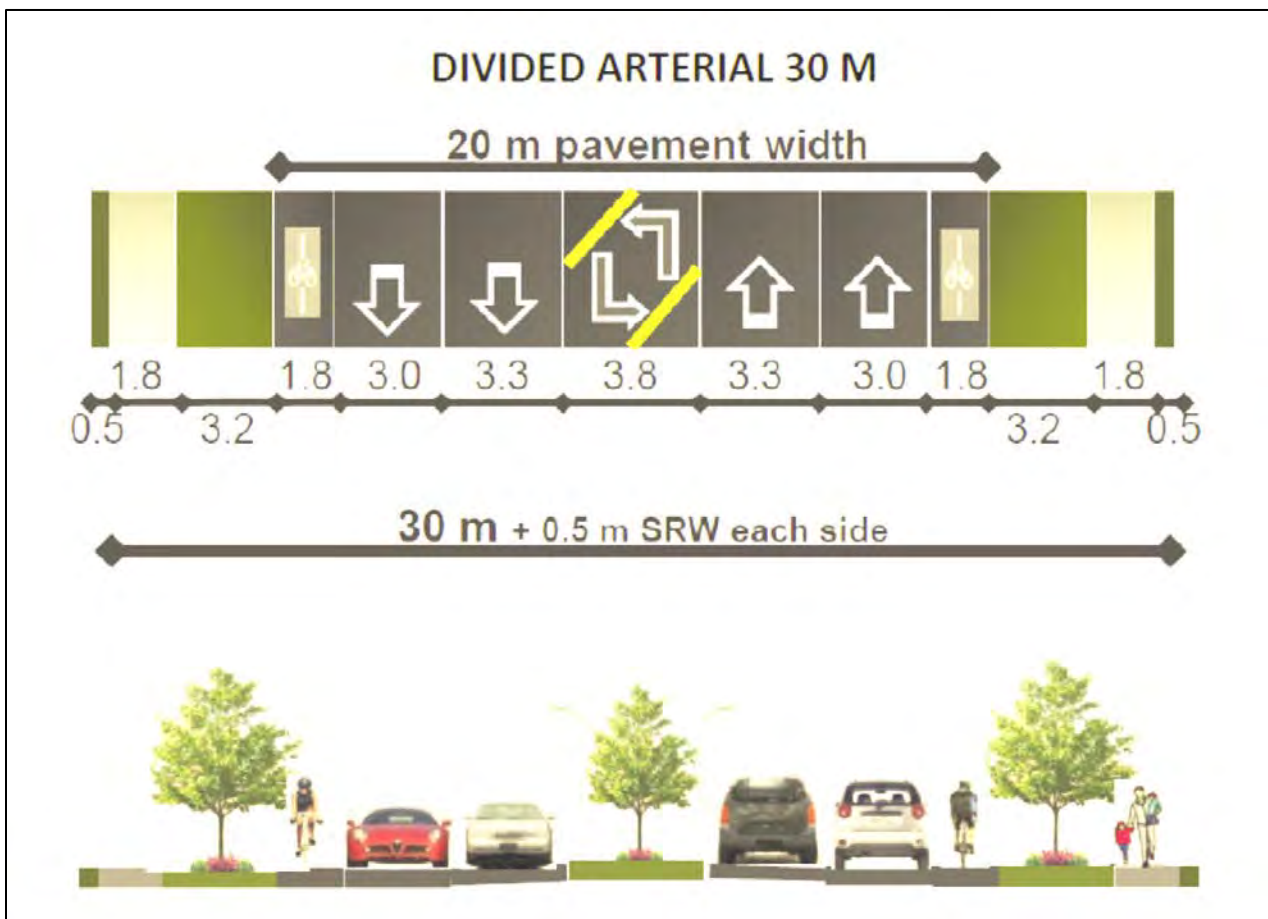 DIVIDED ARTERIAL 30 M
20 m pavement width
1.8 1.8 3.0 3.3 3.8 3.3 3.0 1.8 1.8
0.5 3.2 3.2 0.5
30 m + 0.5 m SRW each side